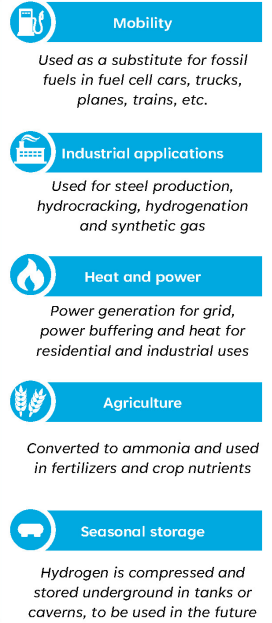 Mobility
Used as a substitute for fossil
fuels in fuel cell cars, trucks,
planes, trains, etc.
Industrial applications
Used for steel production,
hydrocracking, hydrogenation
and synthetic gas
Heat and power
Power generation for grid,
power buffering and heat for
residential and industrial uses
Agriculture
Converted to ammonia and used
in fertilizers and crop nutrients
Seasonal storage
Hydrogen is compressed and
stored underground in tanks or
caverns, to be used in the future